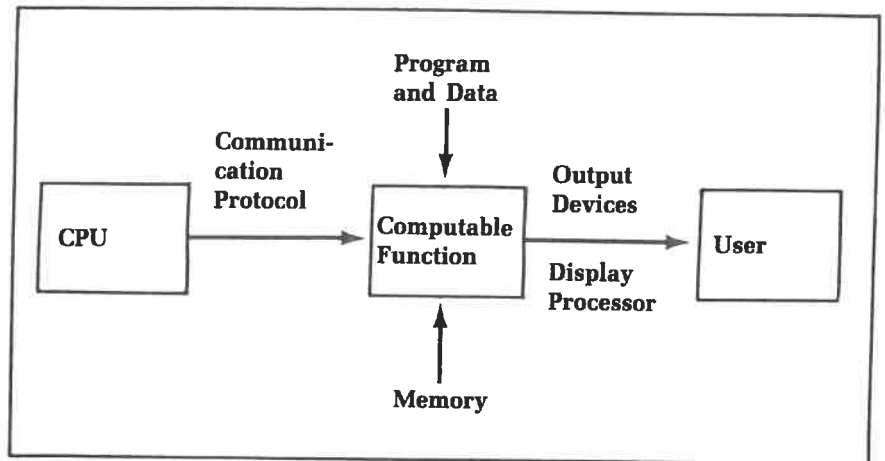 Program
and Data
Communi-
cation
Protocol
CPU
Computable
Function
Output
Devices
Display
Processor
User
Memory